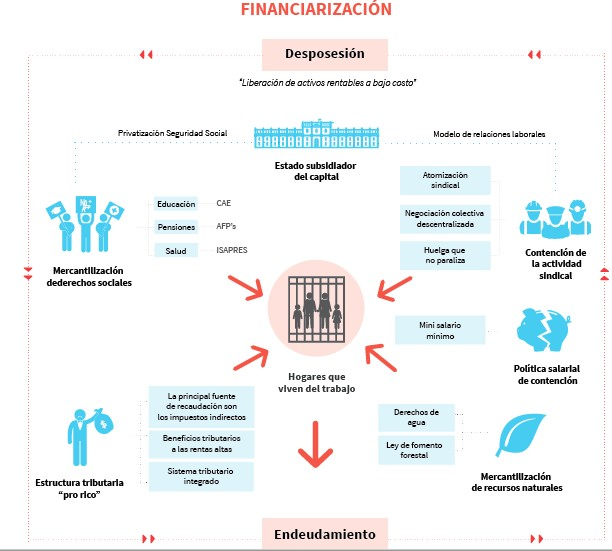 FINANCIARIZACIÓN
Desposesión
"Liberación de activos rentables a bajo costo"
Privatización Seguridad Social
Modelo de relaciones laborales
Estado subsidiador
del capital
Educación
CAE
Pensiones
AFP's
Salud
ISAPRES
Mercantilización
dederechos sociales
Atomización
sindical
Negociación colectiva
descentralizada
Huelga que
no paraliza
Contención de
la actividad
sindical
Hogares que
viven del trabajo
Mini salario
mínimo
Política salarial
de contención
La principal fuente
de recaudación son
los impuestos indirectos
Beneficios tributarios
a las rentas altas
Sistema tributario
integrado
Estructura tributaria
"pro rico"
Derechos de
agua
Ley de fomento
forestal
Mercantilización
de recursos naturales
Endeudamiento